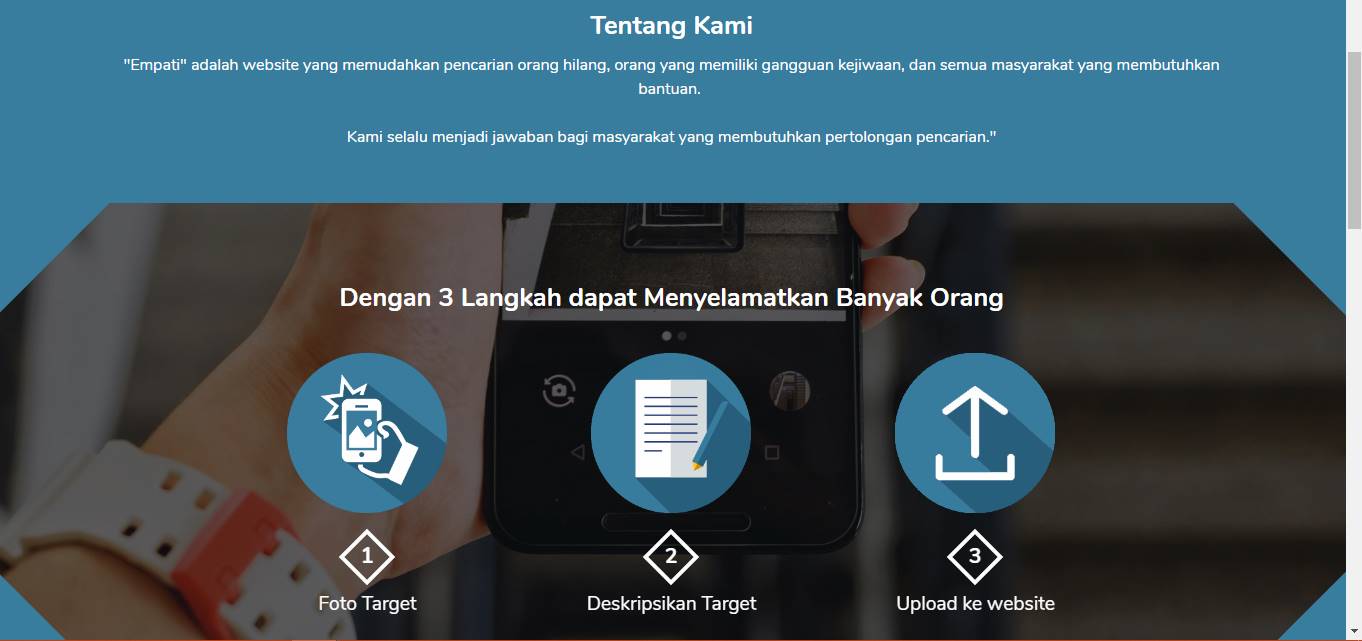 Tentang Kami
"Empati" adalah website yang memudahkan pencarian orang hilang, orang yang memiliki gangguan kejiwaan, dan semua masyarakat yang membutuhkan
bantuan.
Kami selalu menjadi jawaban bagi masyarakat yang membutuhkan pertolongan pencarian."
Dengan 3 Langkah dapat Menyelamatkan Banyak Orang
1
2
3
Foto Target
Deskripsikan Target
Upload ke website